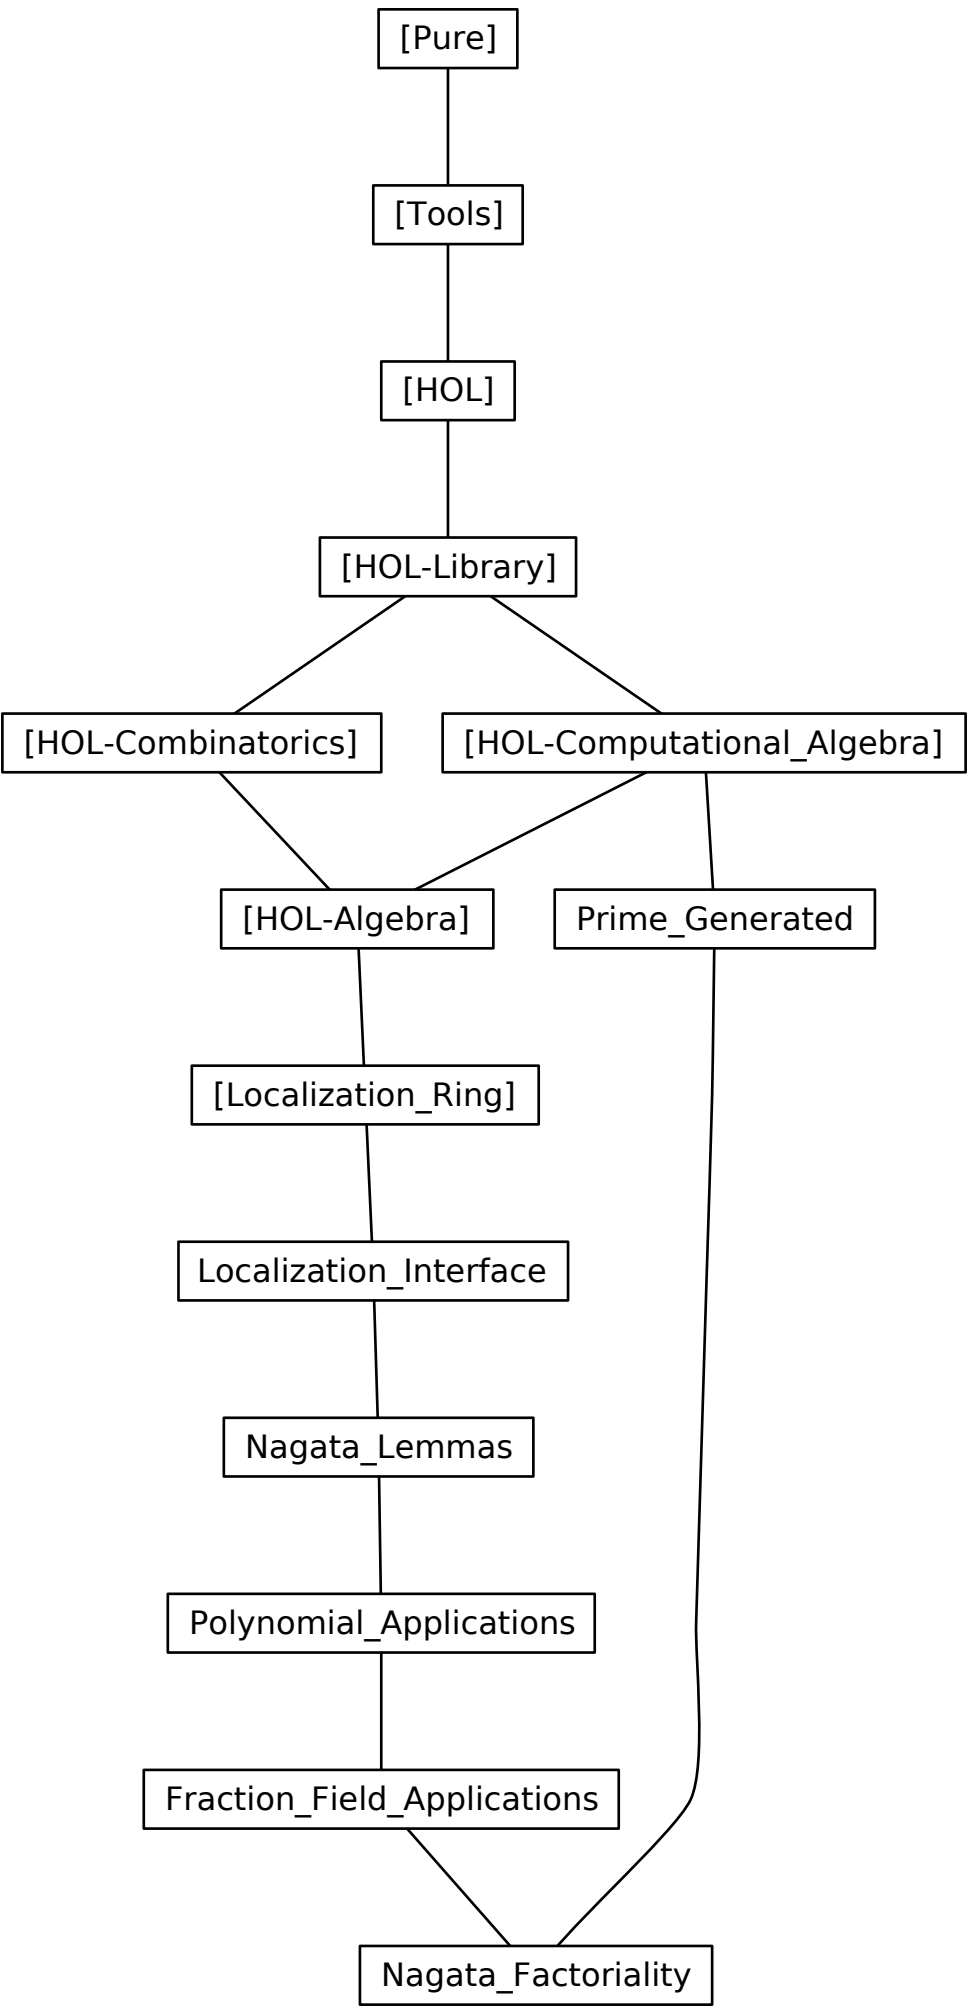 [Pure]
[Tools]
[HOL]
[HOL-Library]
[HOL-Combinatorics]
[HOL-Computational_Algebra]
[HOL-Algebra]
Prime_Generated
[Localization_Ring]
Localization_Interface
Nagata_Lemmas
Polynomial_Applications
Fraction_Field_Applications
Nagata_Factoriality